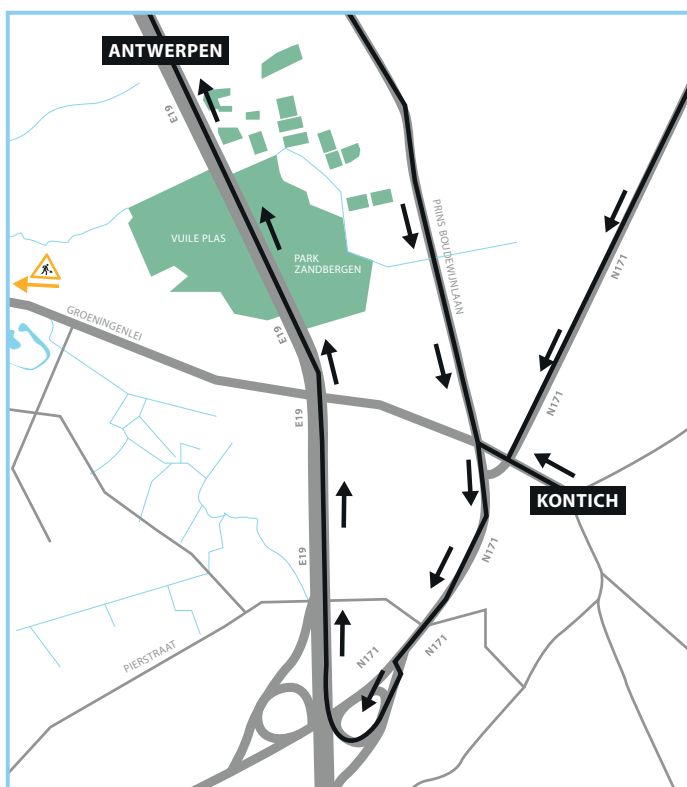 ANTWERPEN
E19
PRINS BOUDEWIJNLAAN
N171
VUILE PLAS
PARK
ZANDBERGEN
GROENINGENLEI
E19
N171
E19
KONTICH
N171
E19
N171
N171
PIERSTRAAT